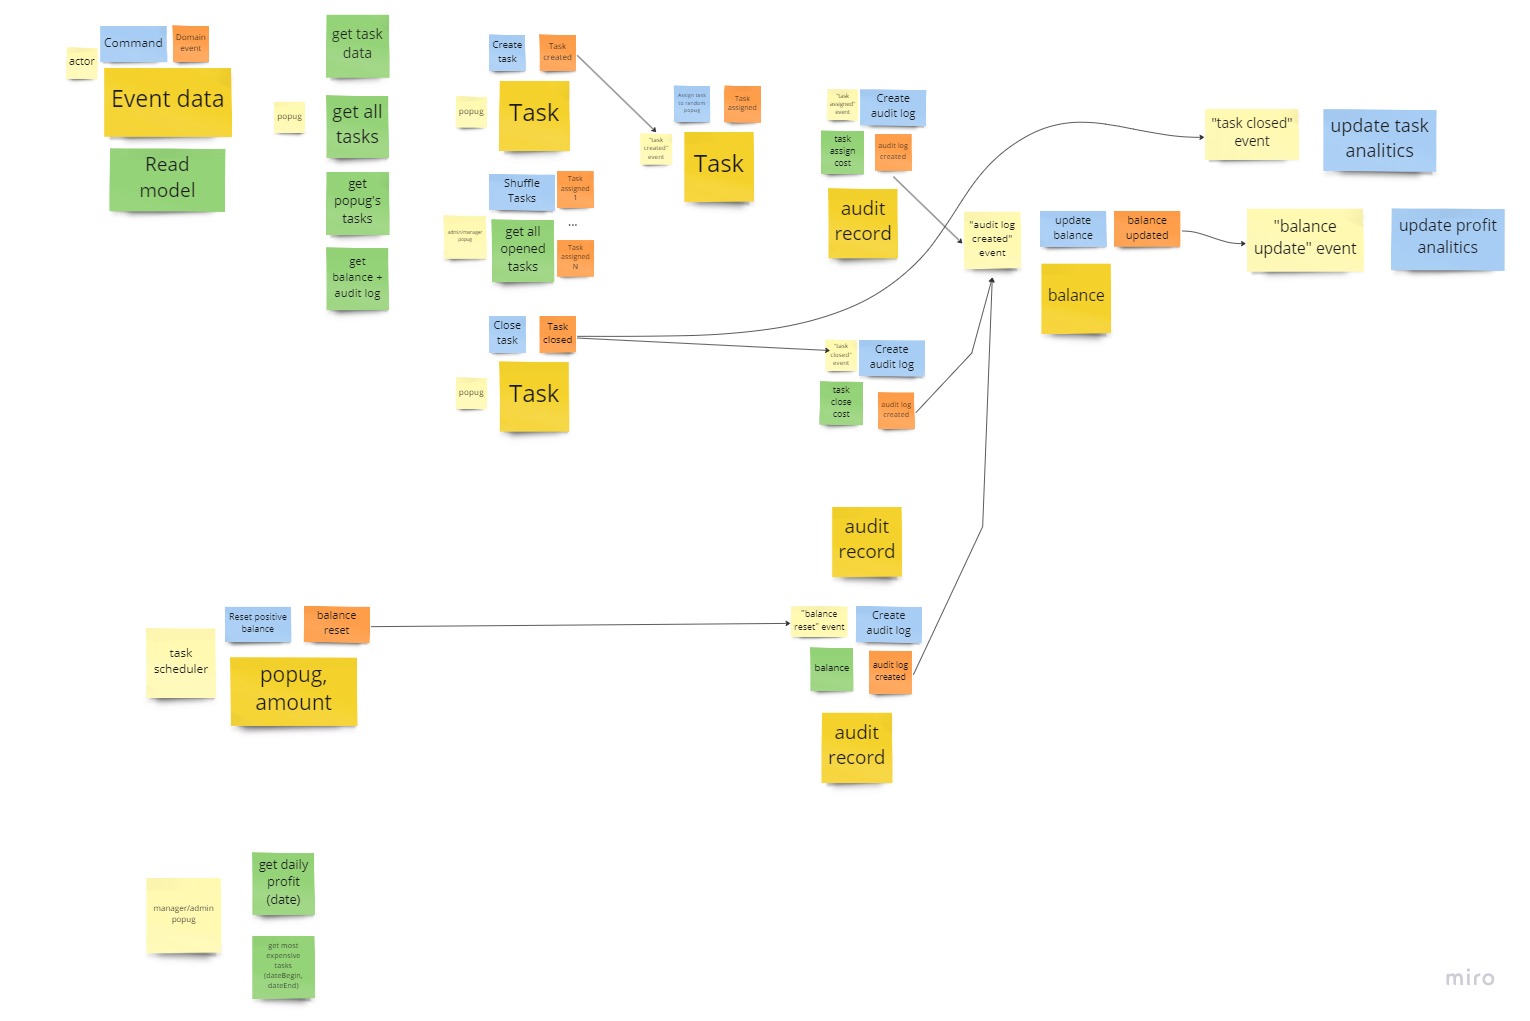 actor
Command
Domain
event
Event data
Read
model
popug
get task
data
get all
tasks
get
popug's
tasks
get
balance +
audit log
Create
task
Task
created
popug
Task
Assign task
to random
popug
Task
assigned
"task
created"
event
Task
Shuffle
Tasks
Task
assigned
1
...
Task
assigned
N
admin/manager
popug
get all
opened
tasks
Close
task
Task
closed
popug
Task
"task
assigned"
event
Create
audit log
task
assign
cost
audit log
created
audit
record
"task
closed"
event
Create
audit log
task
close
cost
audit log
created
audit
record
"audit log
created"
event
update
balance
balance
updated
balance
"task closed"
event
update task
analitics
"balance
update" event
update profit
analitics
task
scheduler
Reset positive
balance
balance
reset
popug,
amount
"balance
reset" event
Create
audit log
balance
audit log
created
audit
record
manager/admin
popug
get daily
profit
(date)
get most
expensive
tasks
(dateBegin,
dateEnd)
miro